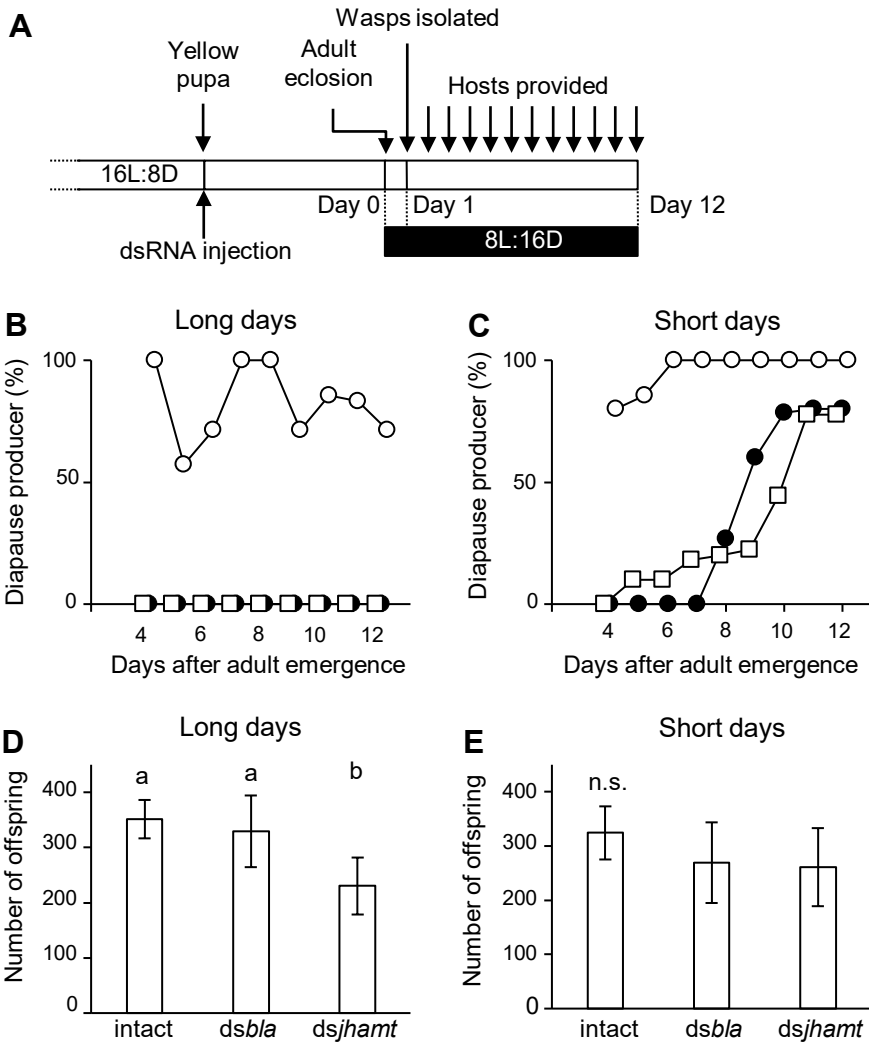 A
Wasps isolated
Yellow
pupa
Adult
eclosion
Hosts provided
16L:8D
Day 0
Day 1
Day 12
8L:16D
dsRNA injection
B
Long days
Diapause producer (%)
100
50
0
4
6
8
10
12
Days after adult emergence
C
Short days
Diapause producer (%)
100
50
0
4
6
8
10
12
Days after adult emergence
D
Long days
Number of offspring
400
300
200
100
0
a
a
b
intact
dsbla
dsjhamt
E
Short days
Number of offspring
400
300
200
100
0
n.s.
intact
dsbla
dsjhamt